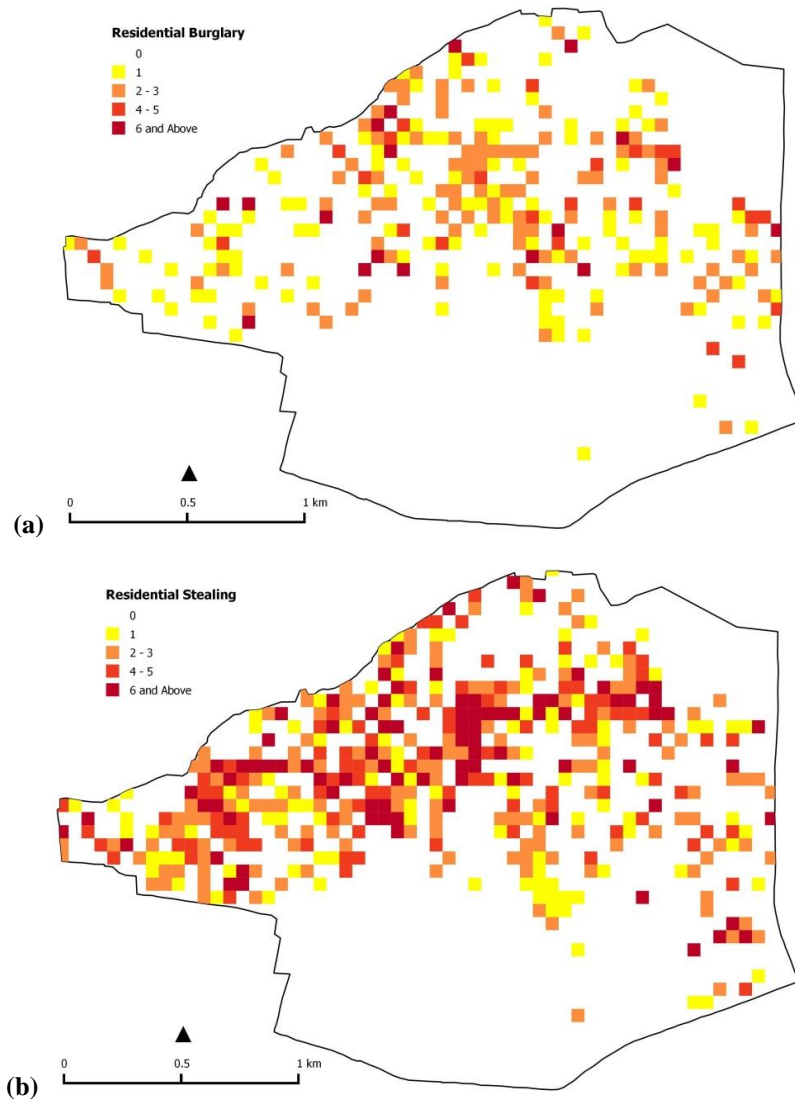 Residential Burglary
0
1
2 - 3
4 - 5
6 and Above
0 0.5 1 km
(a)
Residential Stealing
0
1
2 - 3
4 - 5
6 and Above
0 0.5 1 km
(b)